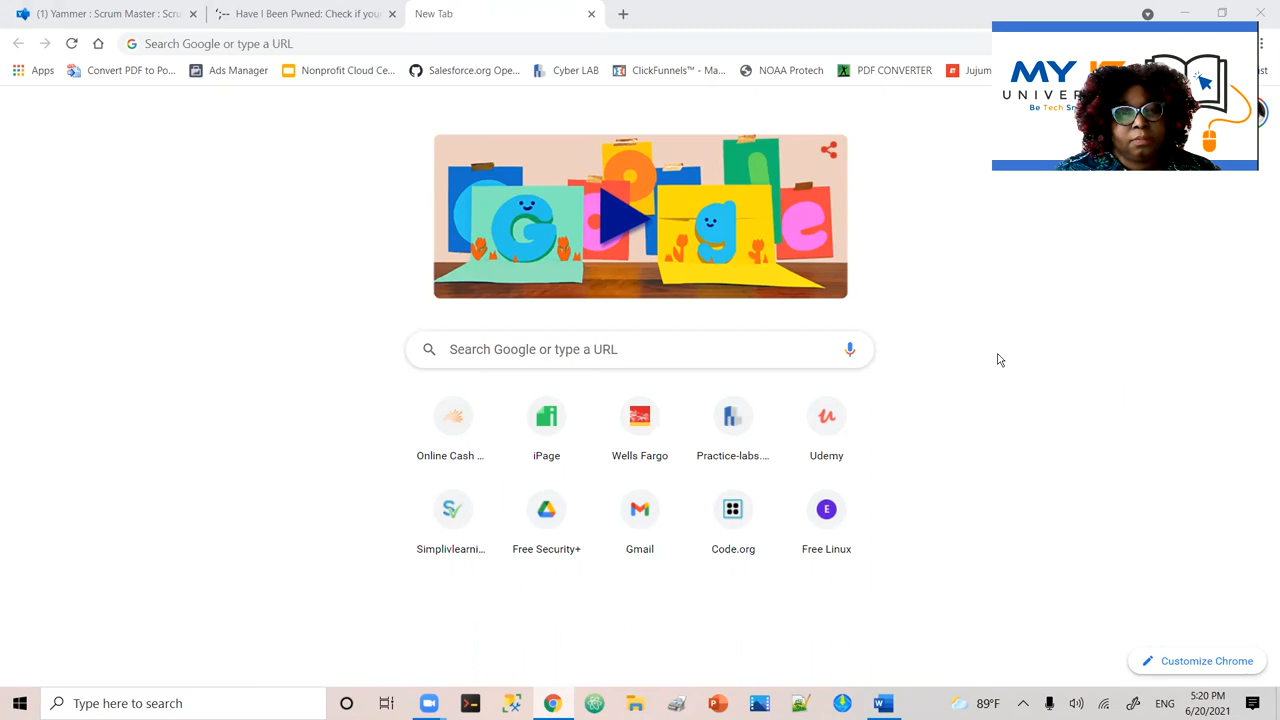 (1) Yammer : Scrum Master : Scru
Have I Been Pwned: Check if you
New Tab
Search Google or type a URL
Apps
Convert PDF to Po...
Ads Manager
Nonprofit Cloud Ce...
Salesforce.org Ope...
Cyber LAB
ClickFunnels™ - Ma...
NOAA Protech
PDF CONVERTER
Jujum
ist
MY
UNIVER
Be Tech Sm
Google
Search Google or type a URL
Online Cash ...
iPage
Wells Fargo
Practice-labs....
Udemy
Simplivlearni...
Free Security+
Gmail
Code.org
E
Free Linux
Customize Chrome
Type here to search
89°F
ENG
5:20 PM
6/20/2021